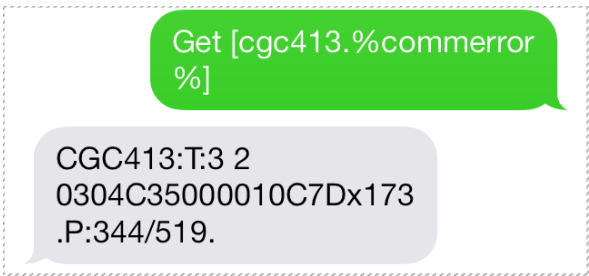 Get [cgc413.%commerror
%]
CGC413:T:3 2
0304C35000010C7Dx173
.P:344/519.